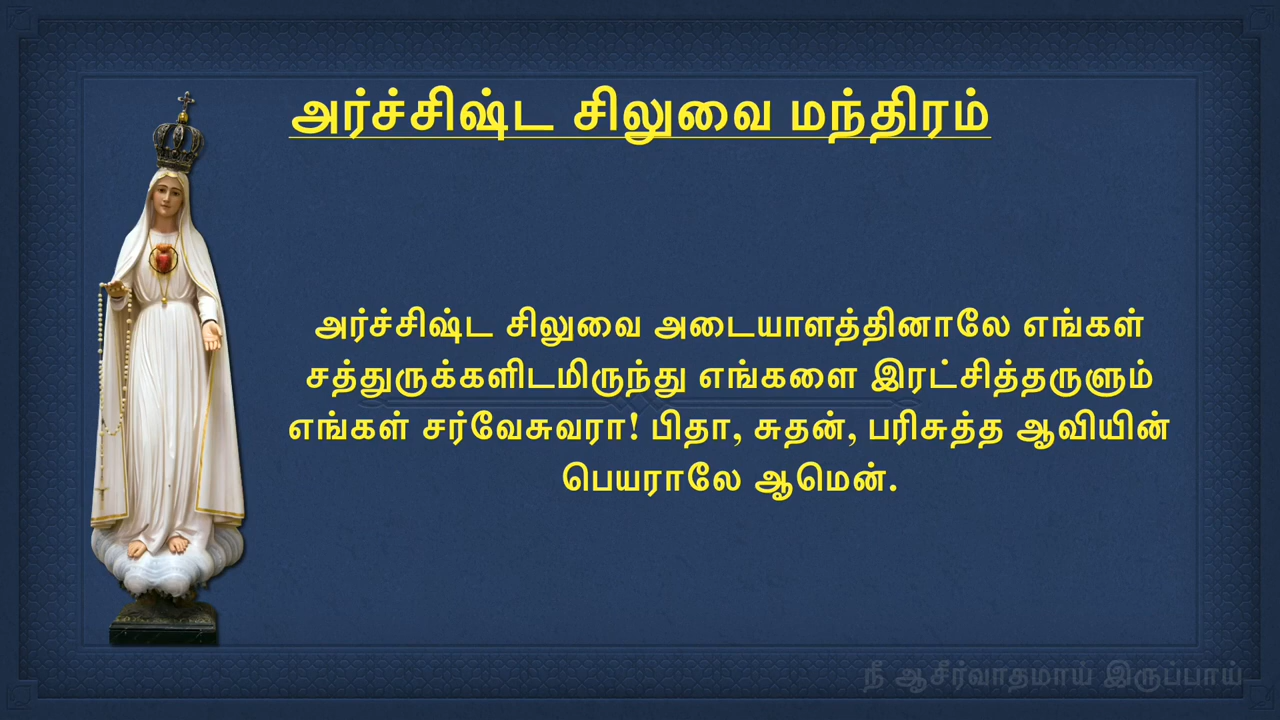 அர்ச்சிஷ்ட சிலுவை மந்திரம்
அர்ச்சிஷ்ட சிலுவை அடையாளத்தினாலே எங்கள்
சத்துருக்களிடமிருந்து எங்களை இரட்சித்தருளும்
எங்கள் சர்வேசுவரா! பிதா, சுதன், பரிசுத்த ஆவியின்
பெயராலே ஆமென்.
நீ ஆசீர்வாதமாய் இருப்பாய்